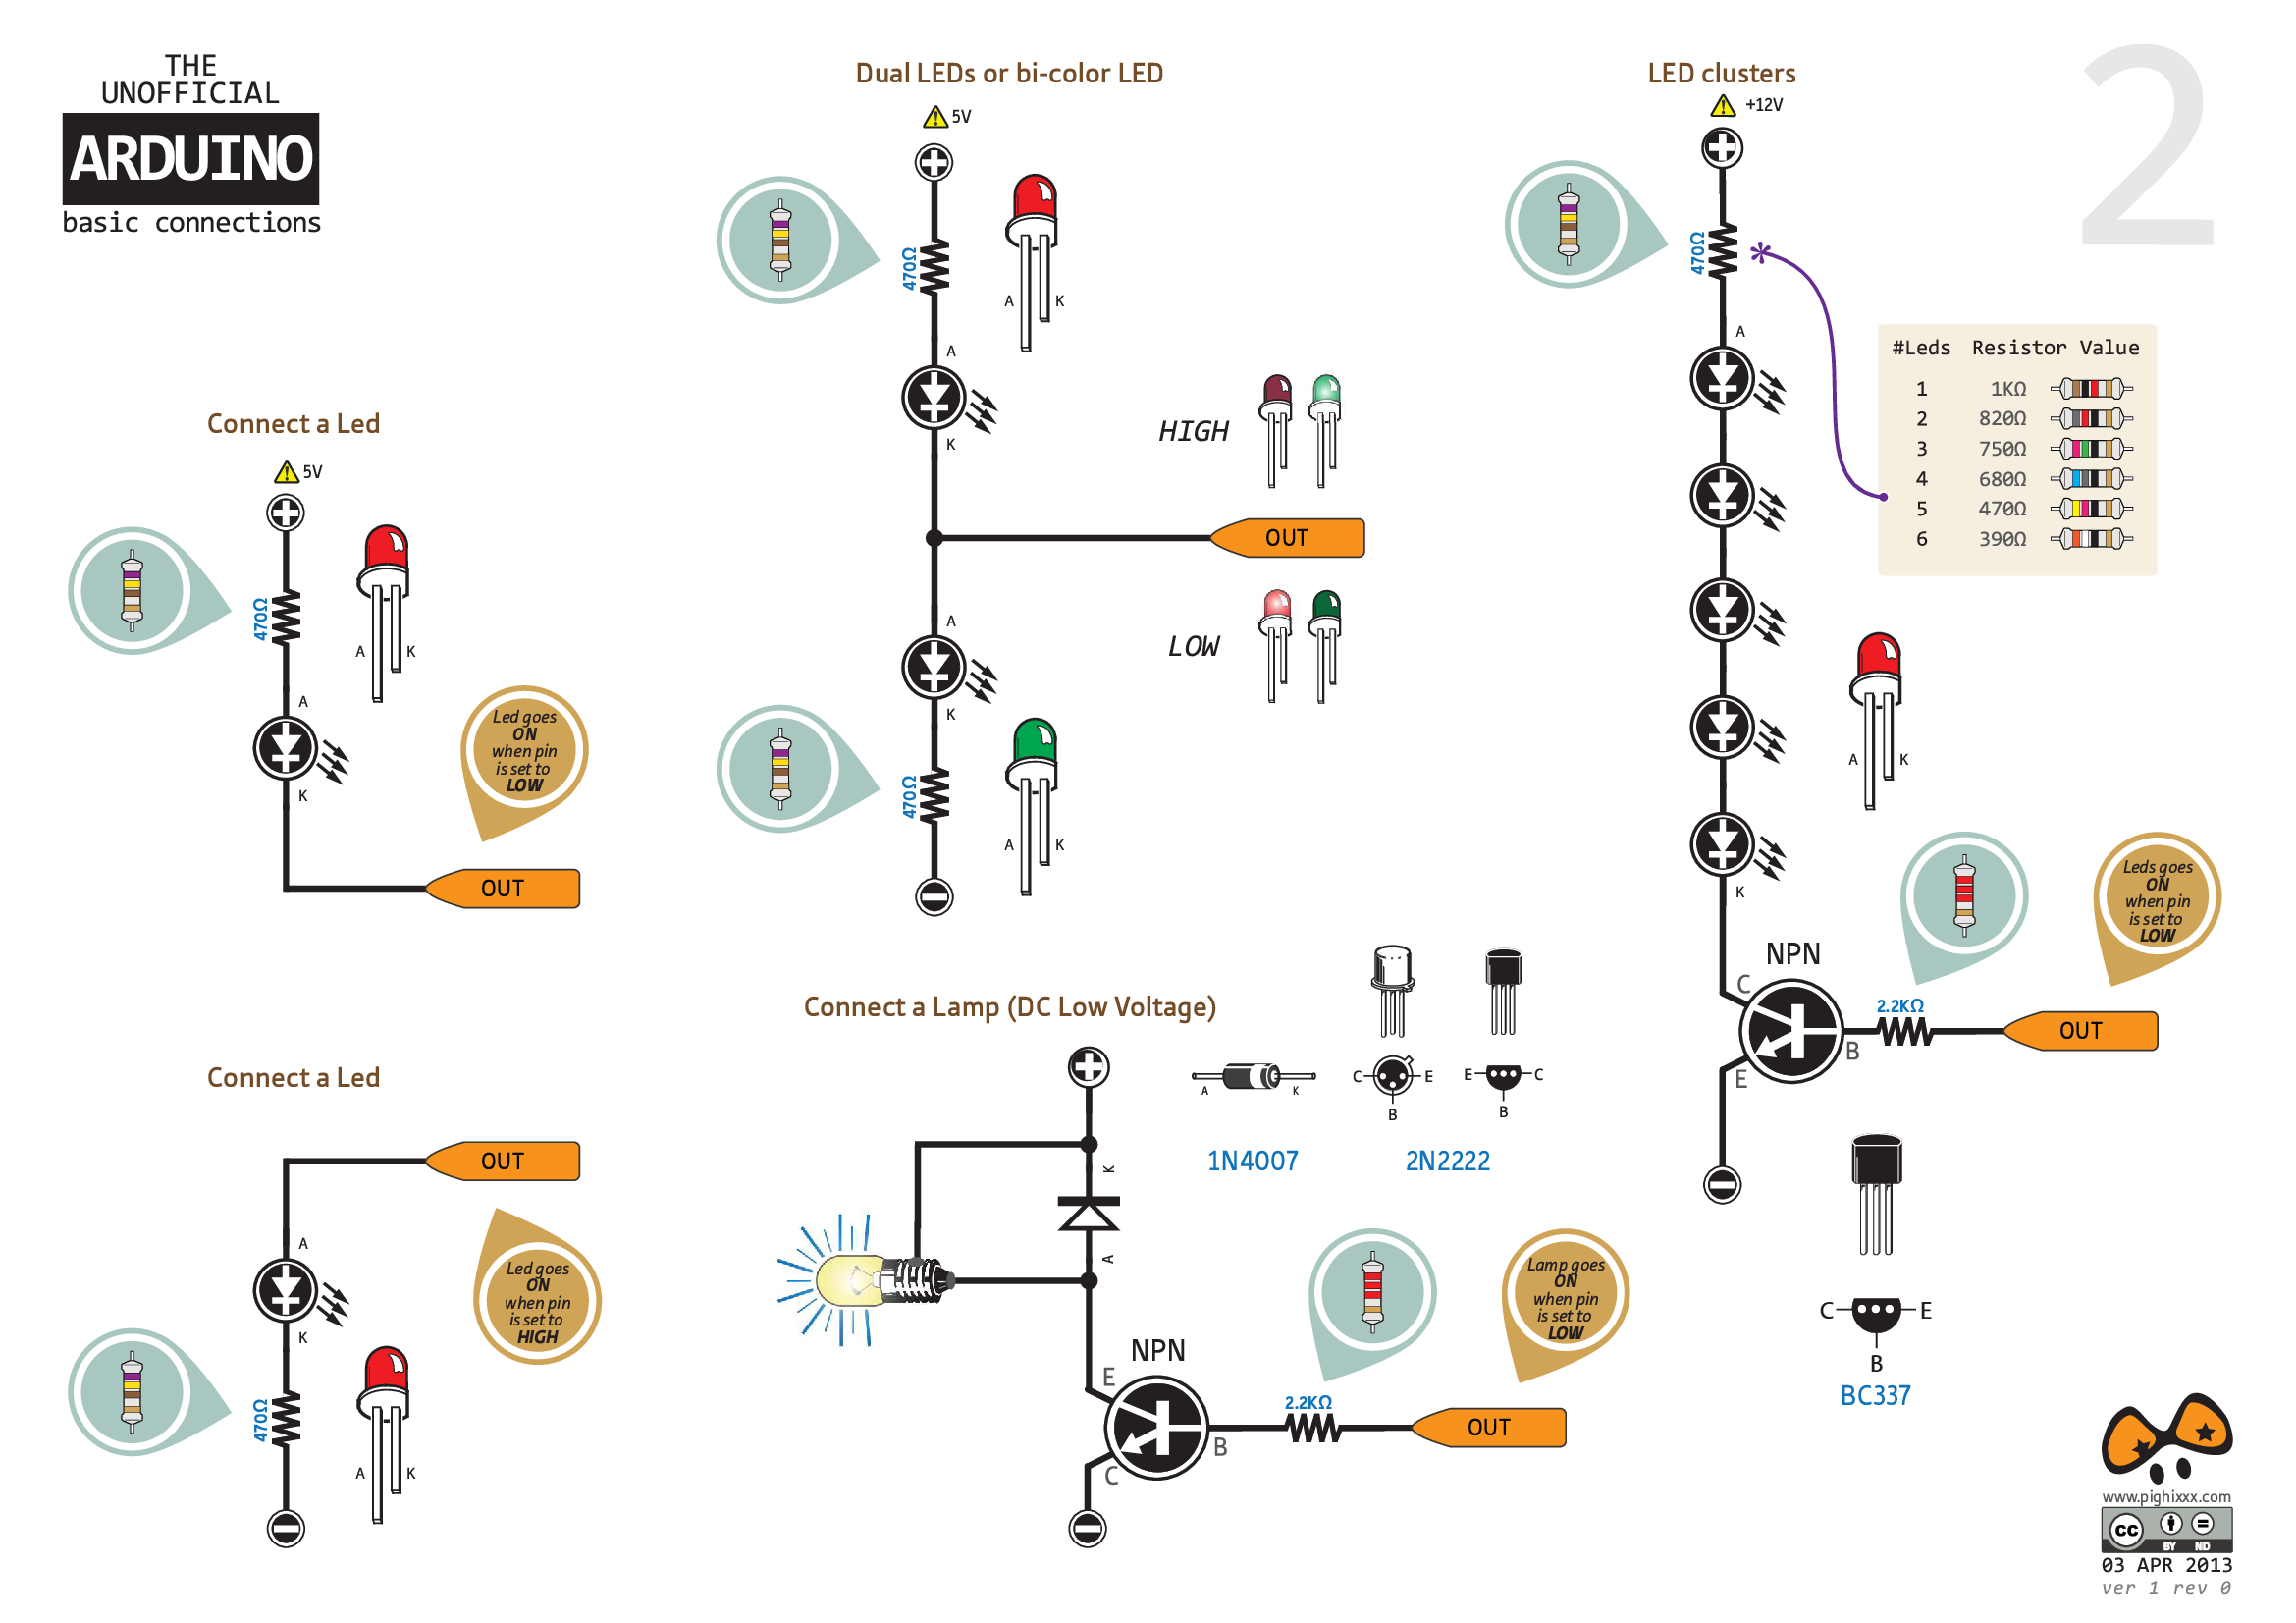 THE
UNOFFICIAL
ARDUINO
basic connections
2
Connect a Led
5V
470Ω
A
K
A K
Led goes
ON
when pin
is set to
LOW
OUT
Connect a Led
OUT
A
K
470Ω
A K
Led goes
ON
when pin
is set to
HIGH
Dual LEDs or bi-color LED
5V
470Ω
A K
A
K
HIGH
OUT
LOW
A
K
470Ω
A K
Connect a Lamp (DC Low Voltage)
K
A
A K
1N4007
C E
B
E C
B
2N2222
NPN
E
B
C
2.2KΩ
OUT
Lamp goes
ON
when pin
is set to
LOW
LED clusters
+12V
470Ω
*
A
K
#Leds Resistor Value
1 1KΩ
2 820Ω
3 750Ω
4 680Ω
5 470Ω
6 390Ω
A K
NPN
C
B
E
2.2KΩ
OUT
Leds goes
ON
when pin
is set to
LOW
C E
B
BC337
www.pighixxx.com
cc
BY ND
03 APR 2013
ver 1 rev 0